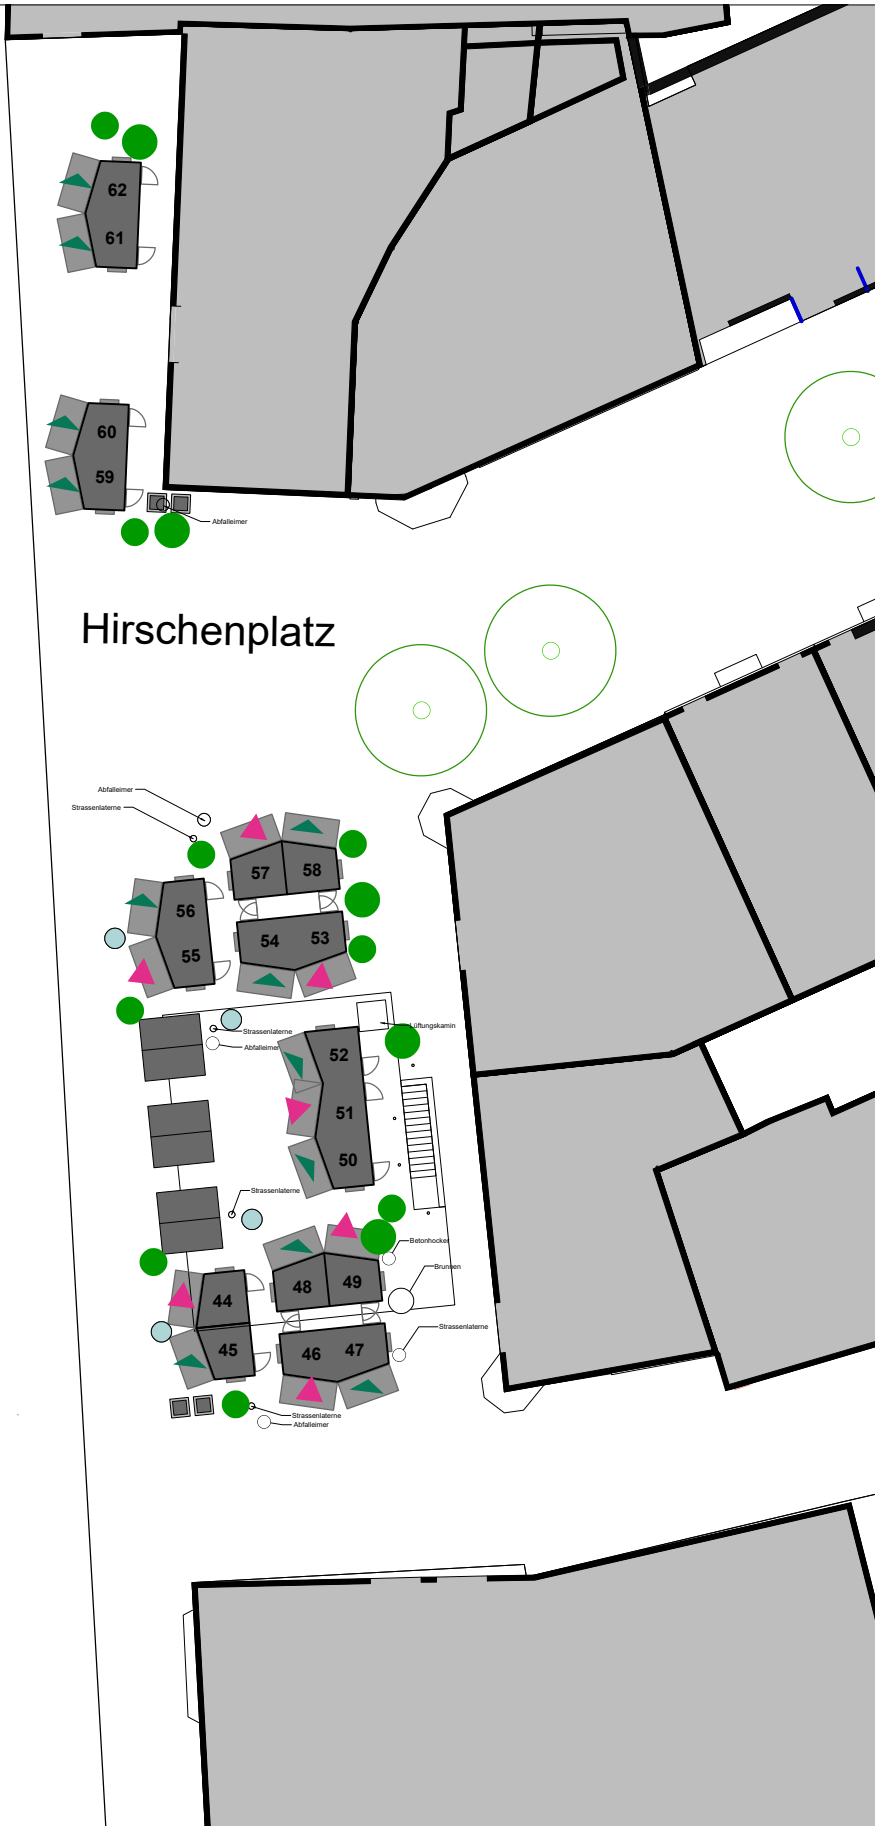 62
61
60
59
Abfalleimer
Hirschenplatz
Abfalleimer
Strassenlaterne
57
58
56
55
54
53
Strassenlaterne
Abfalleimer
Lüftungskamin
52
51
50
Strassenlaterne
Betonhocker
Brunnen
48
49
44
45
46
47
Strassenlaterne
Strassenlaterne
Abfalleimer